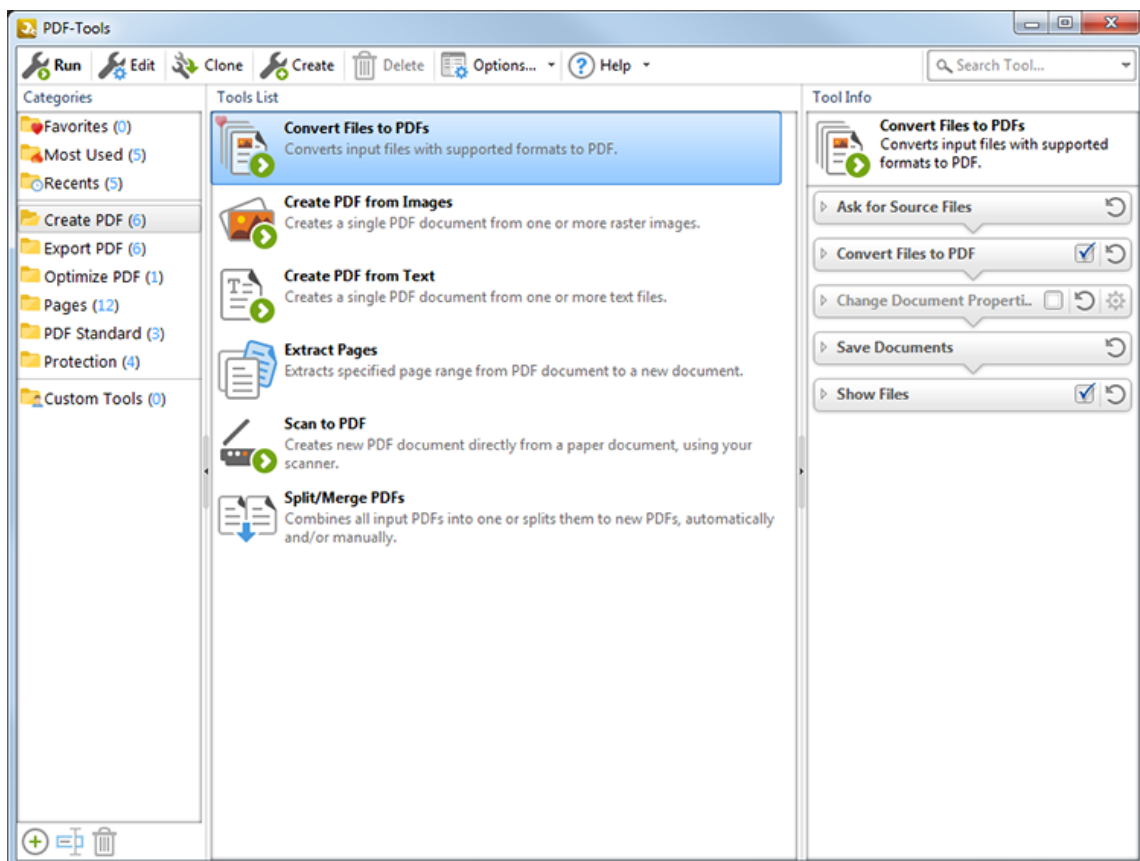 PDF-Tools
Run Edit Clone Create Delete Options... Help Search Tool...
Categories
Favorites (0)
Most Used (5)
Recents (5)
Create PDF (6)
Export PDF (6)
Optimize PDF (1)
Pages (12)
PDF Standard (3)
Protection (4)
Custom Tools (0)
Tools List
Convert Files to PDFs
Converts input files with supported formats to PDF.
Create PDF from Images
Creates a single PDF document from one or more raster images.
Create PDF from Text
Creates a single PDF document from one or more text files.
Extract Pages
Extracts specified page range from PDF document to a new document.
Scan to PDF
Creates new PDF document directly from a paper document, using your
scanner.
Split/Merge PDFs
Combines all input PDFs into one or splits them to new PDFs, automatically
and/or manually.
Tool Info
Convert Files to PDFs
Converts input files with supported
formats to PDF.
Ask for Source Files
Convert Files to PDF
Change Document Properti..
Save Documents
Show Files